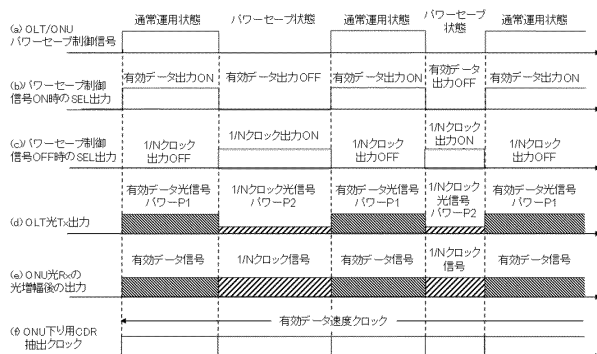 通常運用状態 パワーセーブ状態 通常運用状態 パワーセーブ状態 通常運用状態
(a)OLT/ONU
パワーセーブ制御信号
有効データ出力ON 有効データ出力OFF 有効データ出力ON 有効データ出力OFF 有効データ出力ON
(b)パワーセーブ制御
信号ON時のSEL出力
1/Nクロック出力OFF 1/Nクロック出力ON 1/Nクロック出力OFF 1/Nクロック出力ON 1/Nクロック出力OFF
(c)パワーセーブ制御
信号OFF時のSEL出力
有効データ光信号パワーP1 1/Nクロック光信号パワーP2 有効データ光信号パワーP1 1/Nクロック光信号パワーP2 有効データ光信号パワーP1
(d)OLT光Tx出力
有効データ信号 1/Nクロック信号 有効データ信号 1/Nクロック信号 有効データ信号
(e)ONU光Rxの
光増幅後の出力
有効データ速度クロック
(f)ONU下り用CDR
抽出クロック